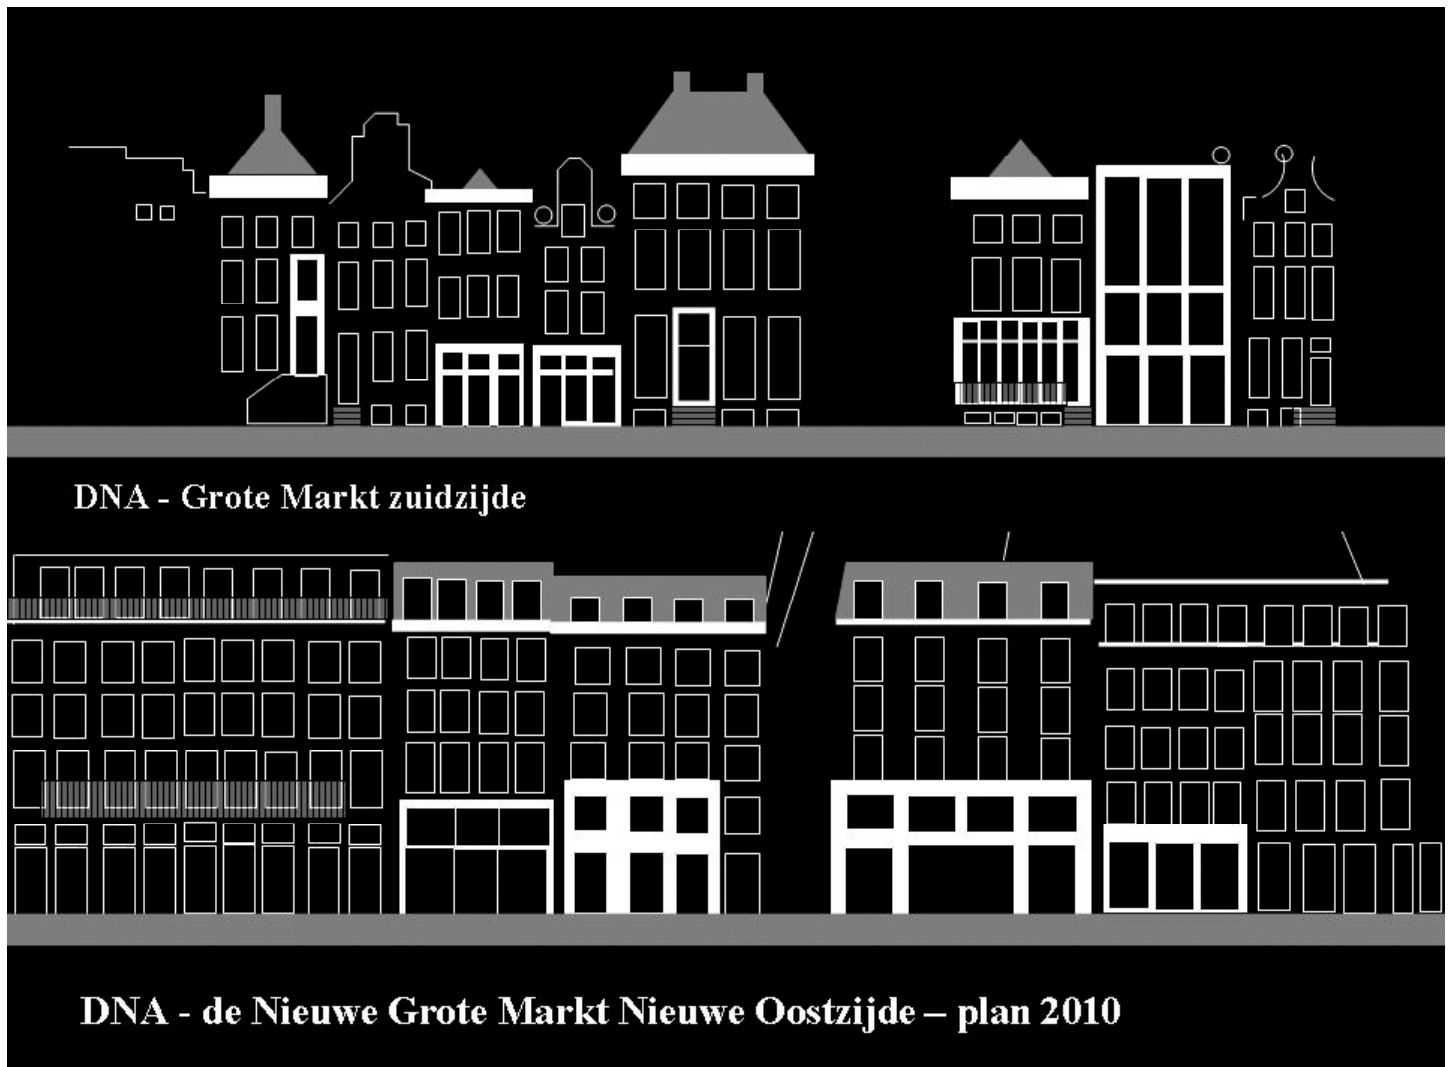 DNA - Grote Markt zuidzijde
DNA - de Nieuwe Grote Markt Nieuwe Oostzijde – plan 2010